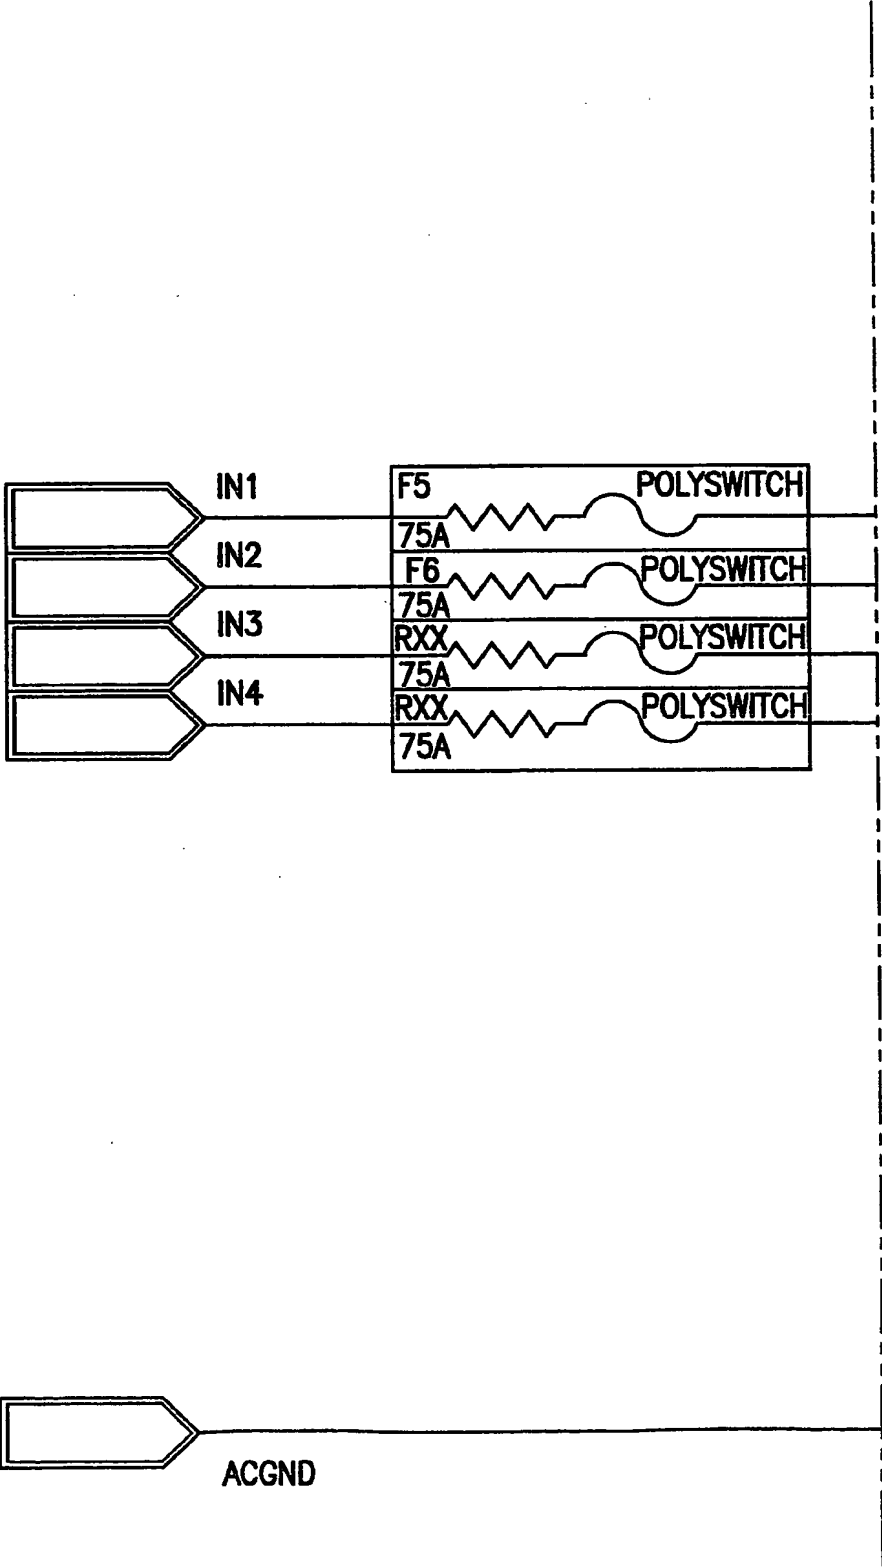 IN1
F5 POLYSWITCH
75A
IN2
F6 POLYSWITCH
75A
IN3
RXX POLYSWITCH
75A
IN4
RXX POLYSWITCH
75A
ACGND